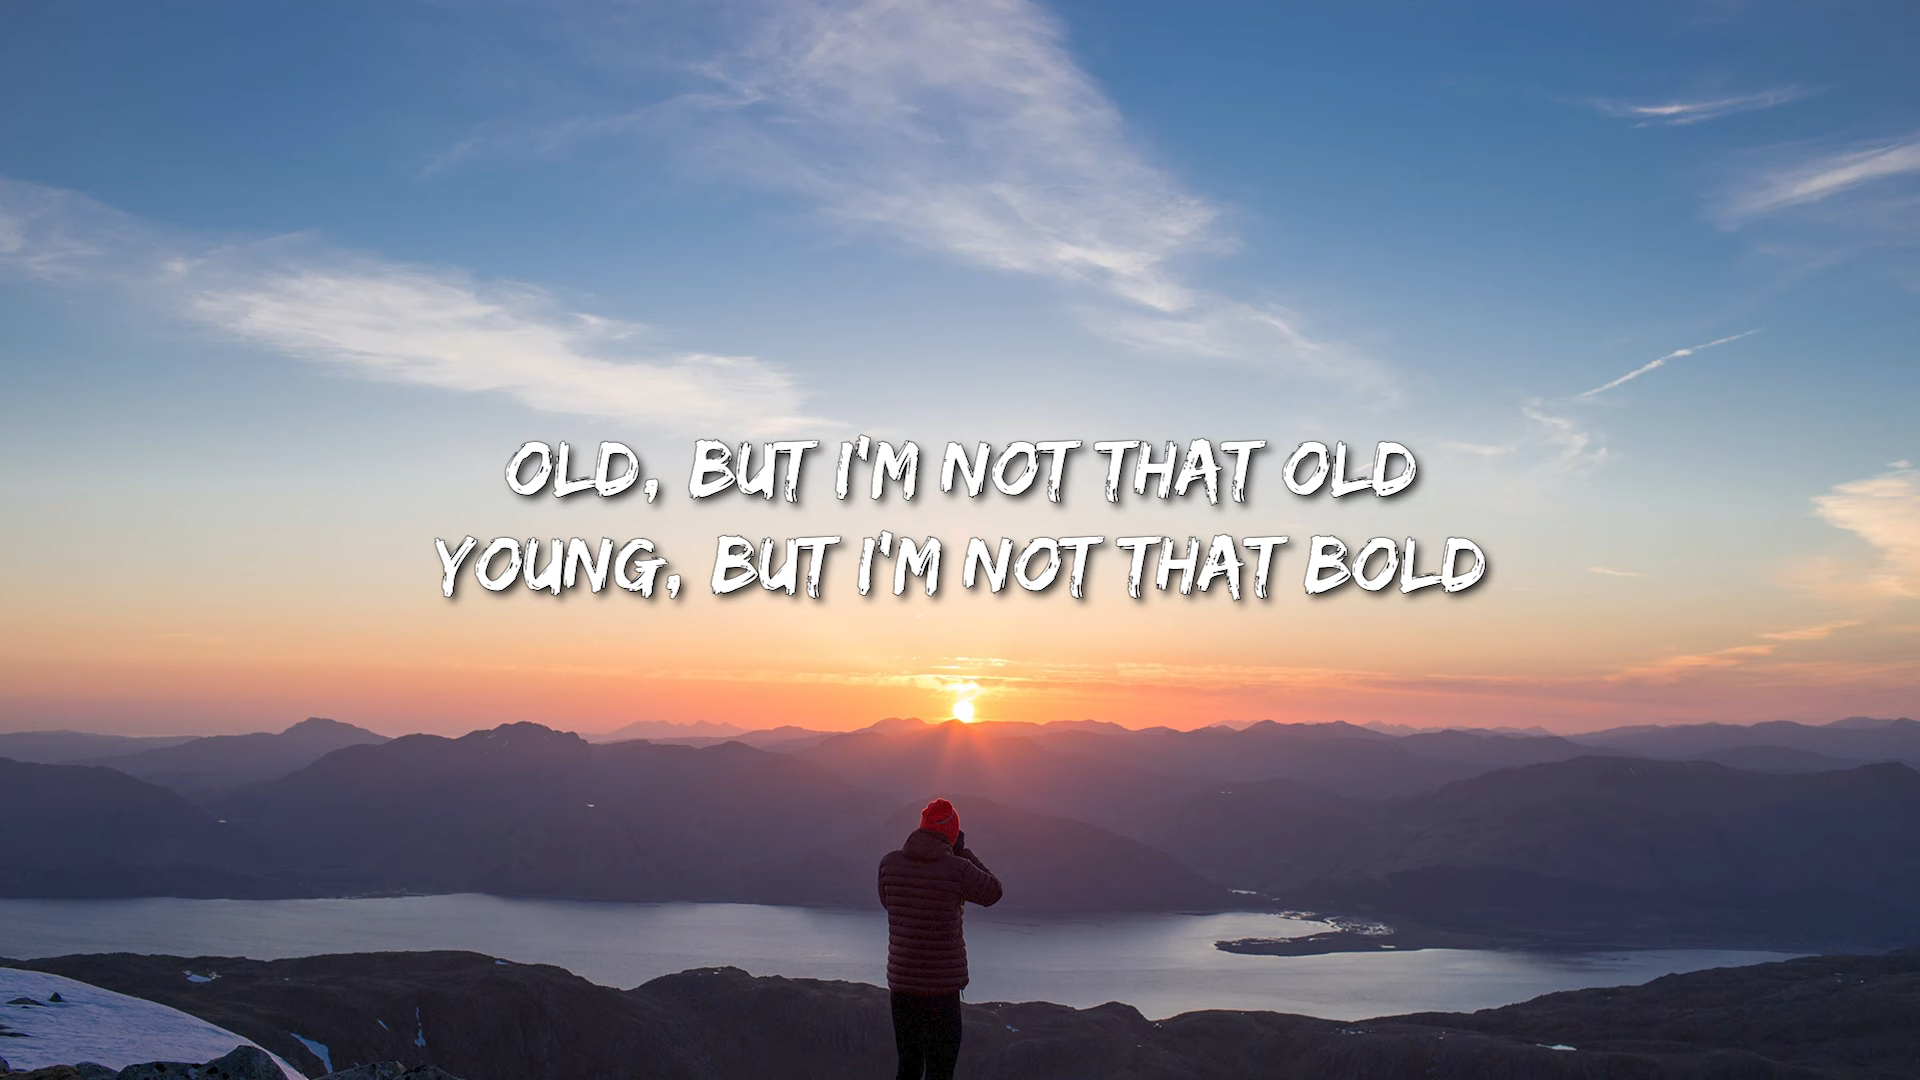 OLD, BUT I'M NOT THAT OLD
YOUNG, BUT I'M NOT THAT BOLD